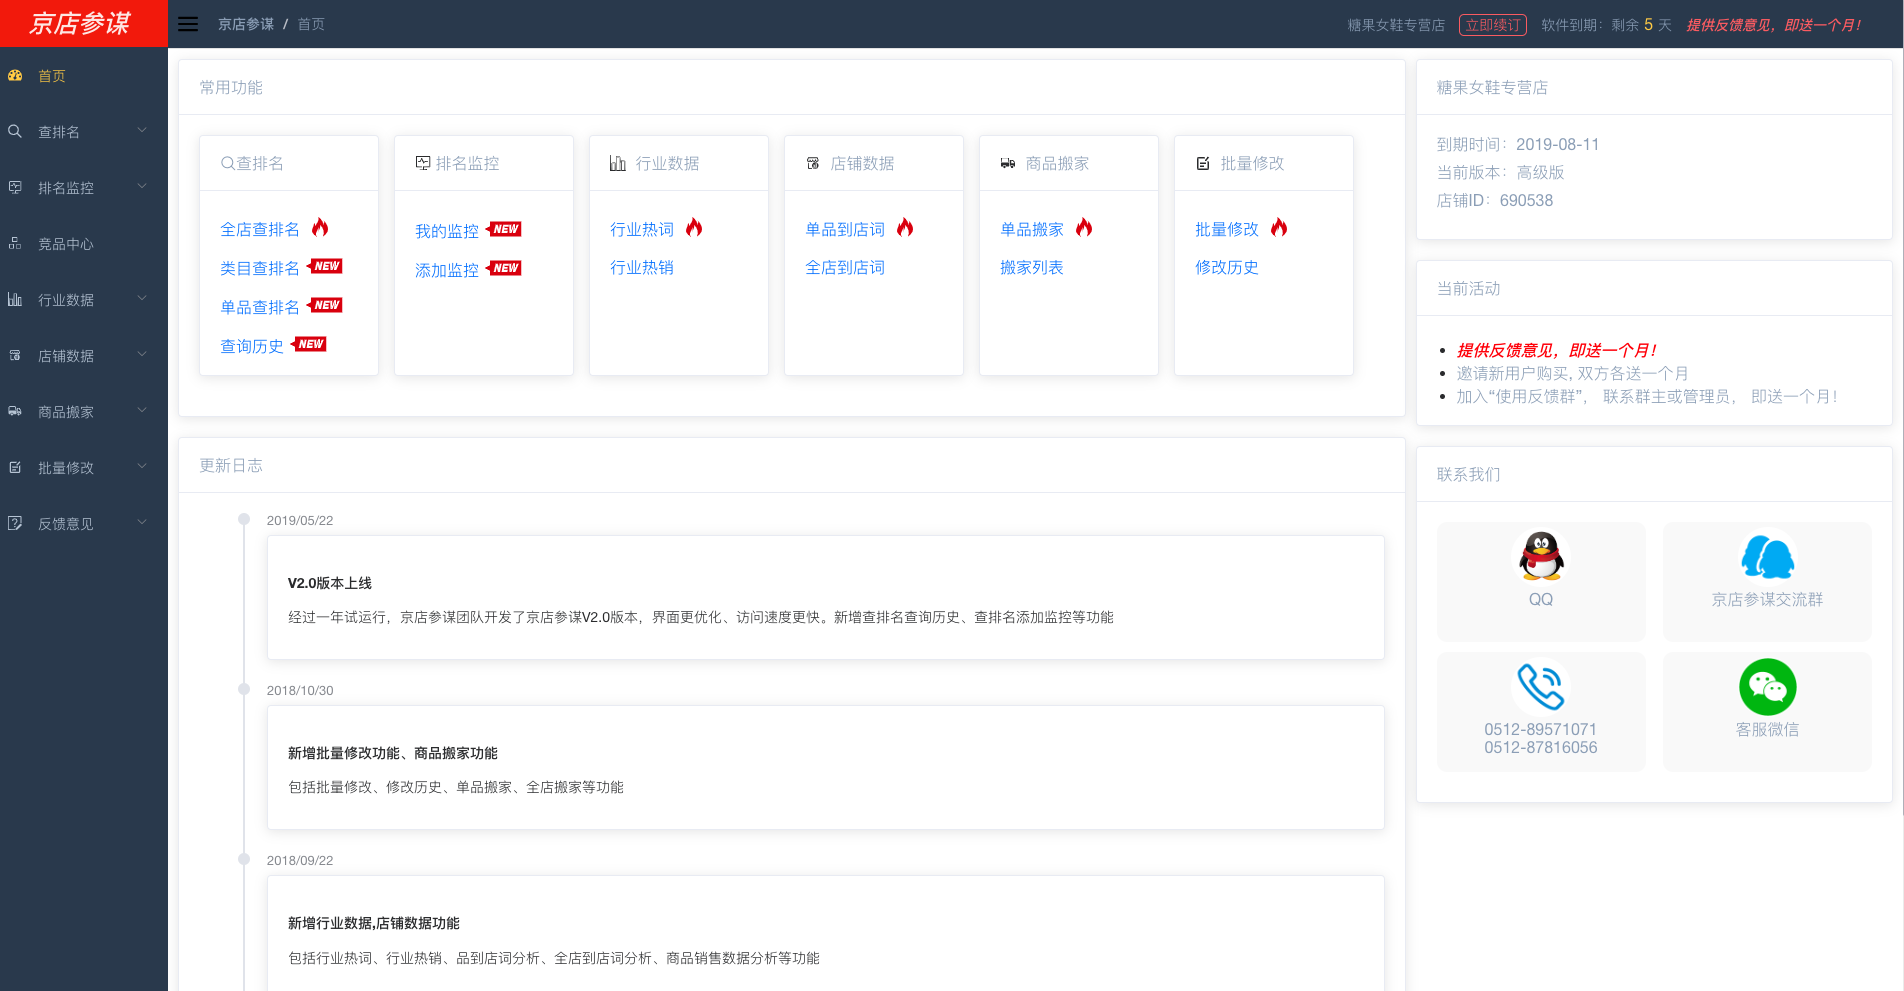 京店参谋
京店参谋 / 首页
糖果女鞋专营店 立即续订 软件到期：剩余 5 天 提供反馈意见，即送一个月！
首页
查排名
排名监控
竞品中心
行业数据
店铺数据
商品搬家
批量修改
反馈意见
常用功能
查排名
全店查排名
类目查排名 NEW
单品查排名 NEW
查询历史 NEW
排名监控
我的监控 NEW
添加监控 NEW
行业数据
行业热词
行业热销
店铺数据
单品到店词
全店到店词
商品搬家
单品搬家
搬家列表
批量修改
批量修改
修改历史
更新日志
2019/05/22
V2.0版本上线
经过一年试运行，京店参谋团队开发了京店参谋V2.0版本，界面更优化、访问速度更快。新增查排名查询历史、查排名添加监控等功能
2018/10/30
新增批量修改功能、商品搬家功能
包括批量修改、修改历史、单品搬家、全店搬家等功能
2018/09/22
新增行业数据,店铺数据功能
包括行业热词、行业热销、品到店词分析、全店到店词分析、商品销售数据分析等功能
糖果女鞋专营店
到期时间：2019-08-11
当前版本：高级版
店铺ID：690538
当前活动
提供反馈意见，即送一个月！
邀请新用户购买, 双方各送一个月
加入“使用反馈群”， 联系群主或管理员， 即送一个月！
联系我们
QQ
京店参谋交流群
0512-89571071
0512-87816056
客服微信